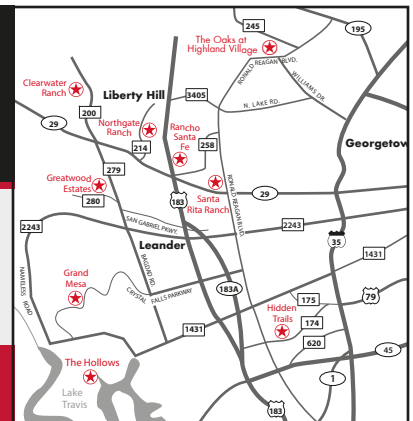 245
195
The Oaks at
Highland Village
RONALD REAGAN BLVD.
WILLIAMS DR.
Clearwater
Ranch
Liberty Hill
3405
N. LAKE RD.
200
29
Northgate
Ranch
Rancho
Santa
Fe
214
258
Georgetow
279
Greatwood
Estates
280
183
Santa
Rita Ranch
RONALD REAGAN BLVD.
29
SAN GABRIEL PKWY.
2243
2243
Leander
35
1431
NAMELESS ROAD
Grand
Mesa
BAGDAD RD.
CRYSTAL FALLS PARKWAY
183A
175
79
Hidden
Trails
174
1431
620
45
The Hollows
Lake
Travis
1
183